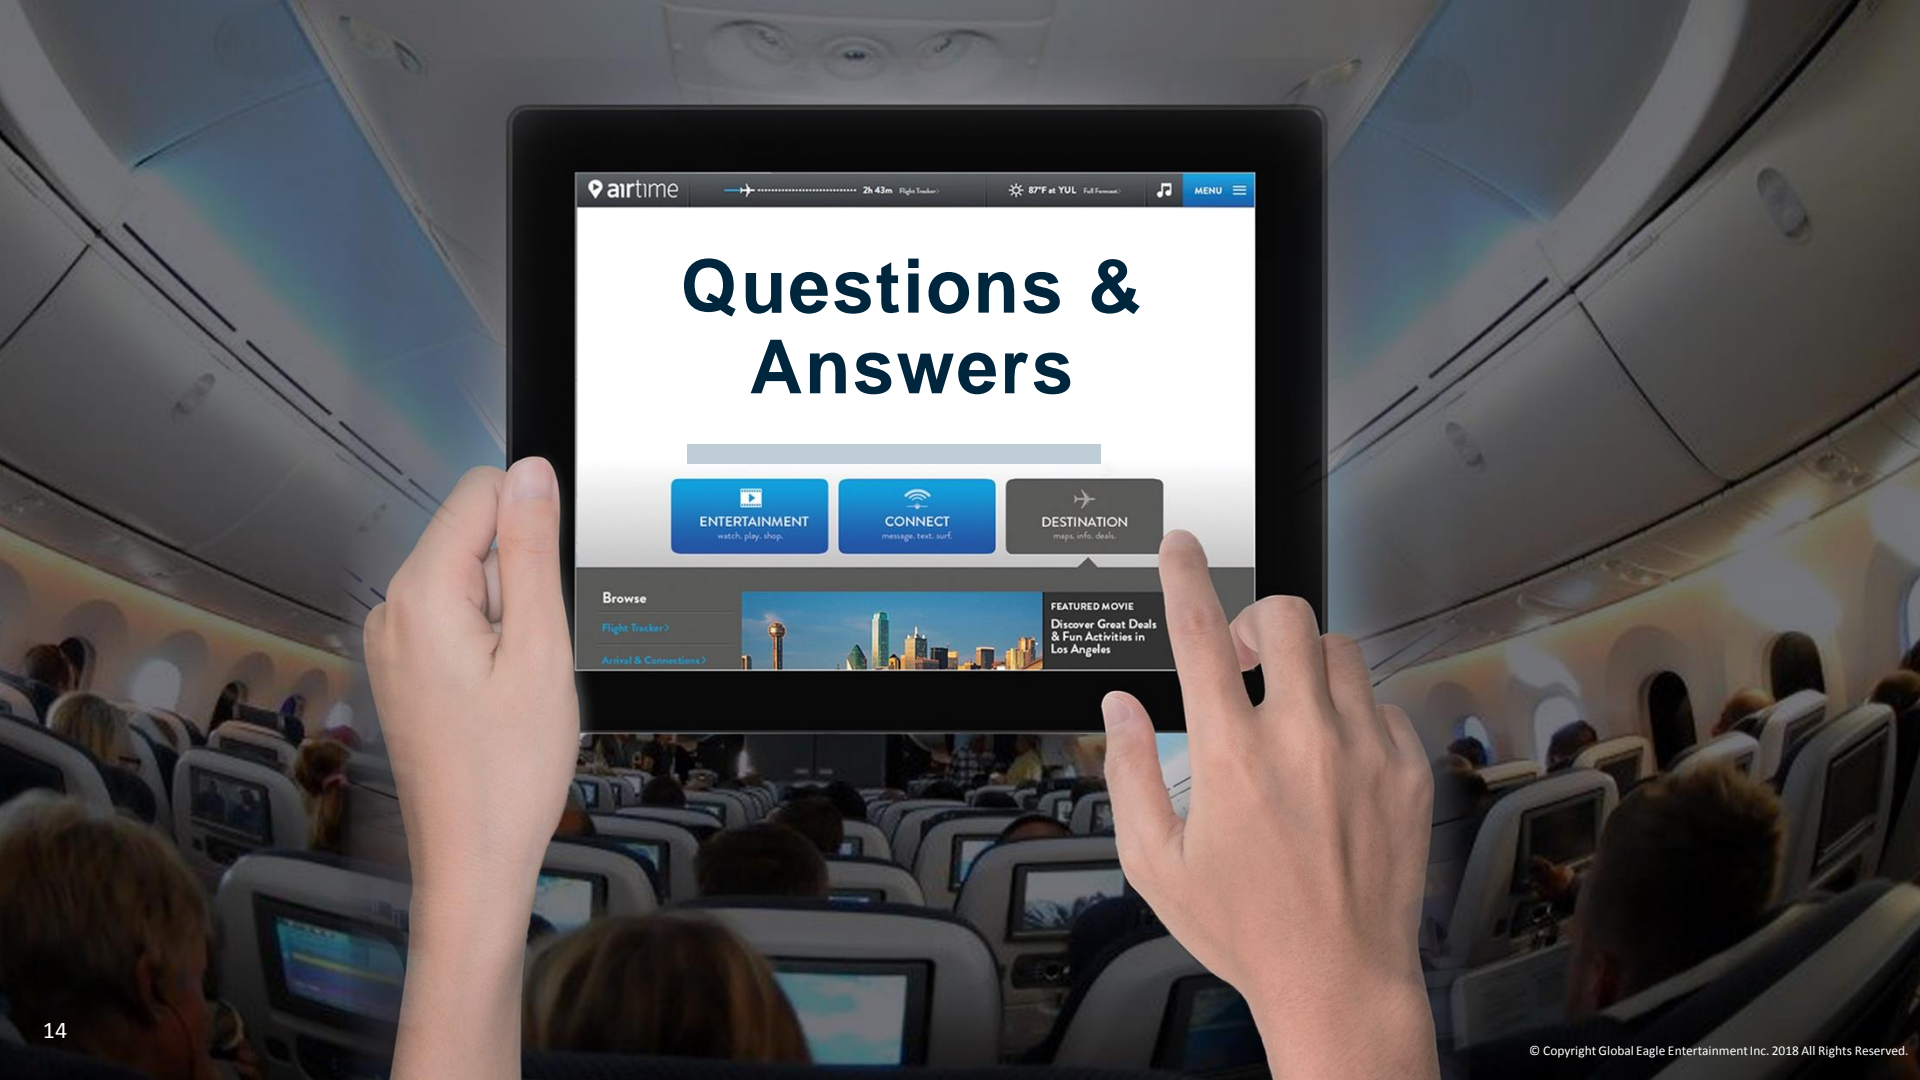 airtime
2h 43m Flight Tracker›
87°F at YUL Full Forecast›
MENU
Questions &
Answers
ENTERTAINMENT
watch. play. shop.
CONNECT
message. text. surf.
DESTINATION
maps. info. deals.
Browse
Flight Tracker›
Arrival & Connections›
FEATURED MOVIE
Discover Great Deals
& Fun Activities in
Los Angeles
14
© Copyright Global Eagle Entertainment Inc. 2018 All Rights Reserved.